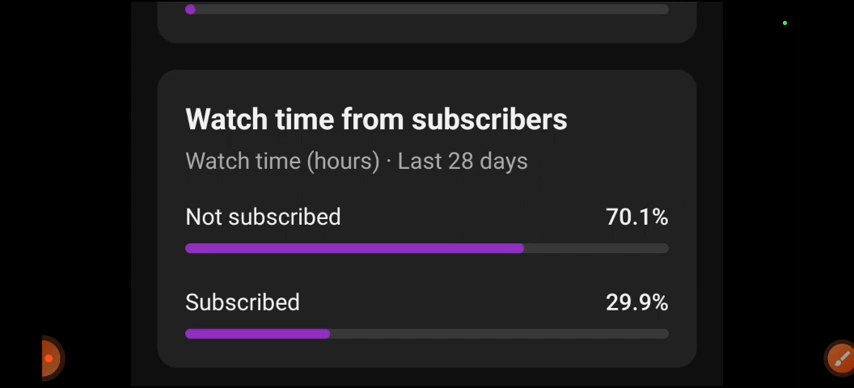 Watch time from subscribers
Watch time (hours) · Last 28 days
Not subscribed 70.1%
Subscribed 29.9%